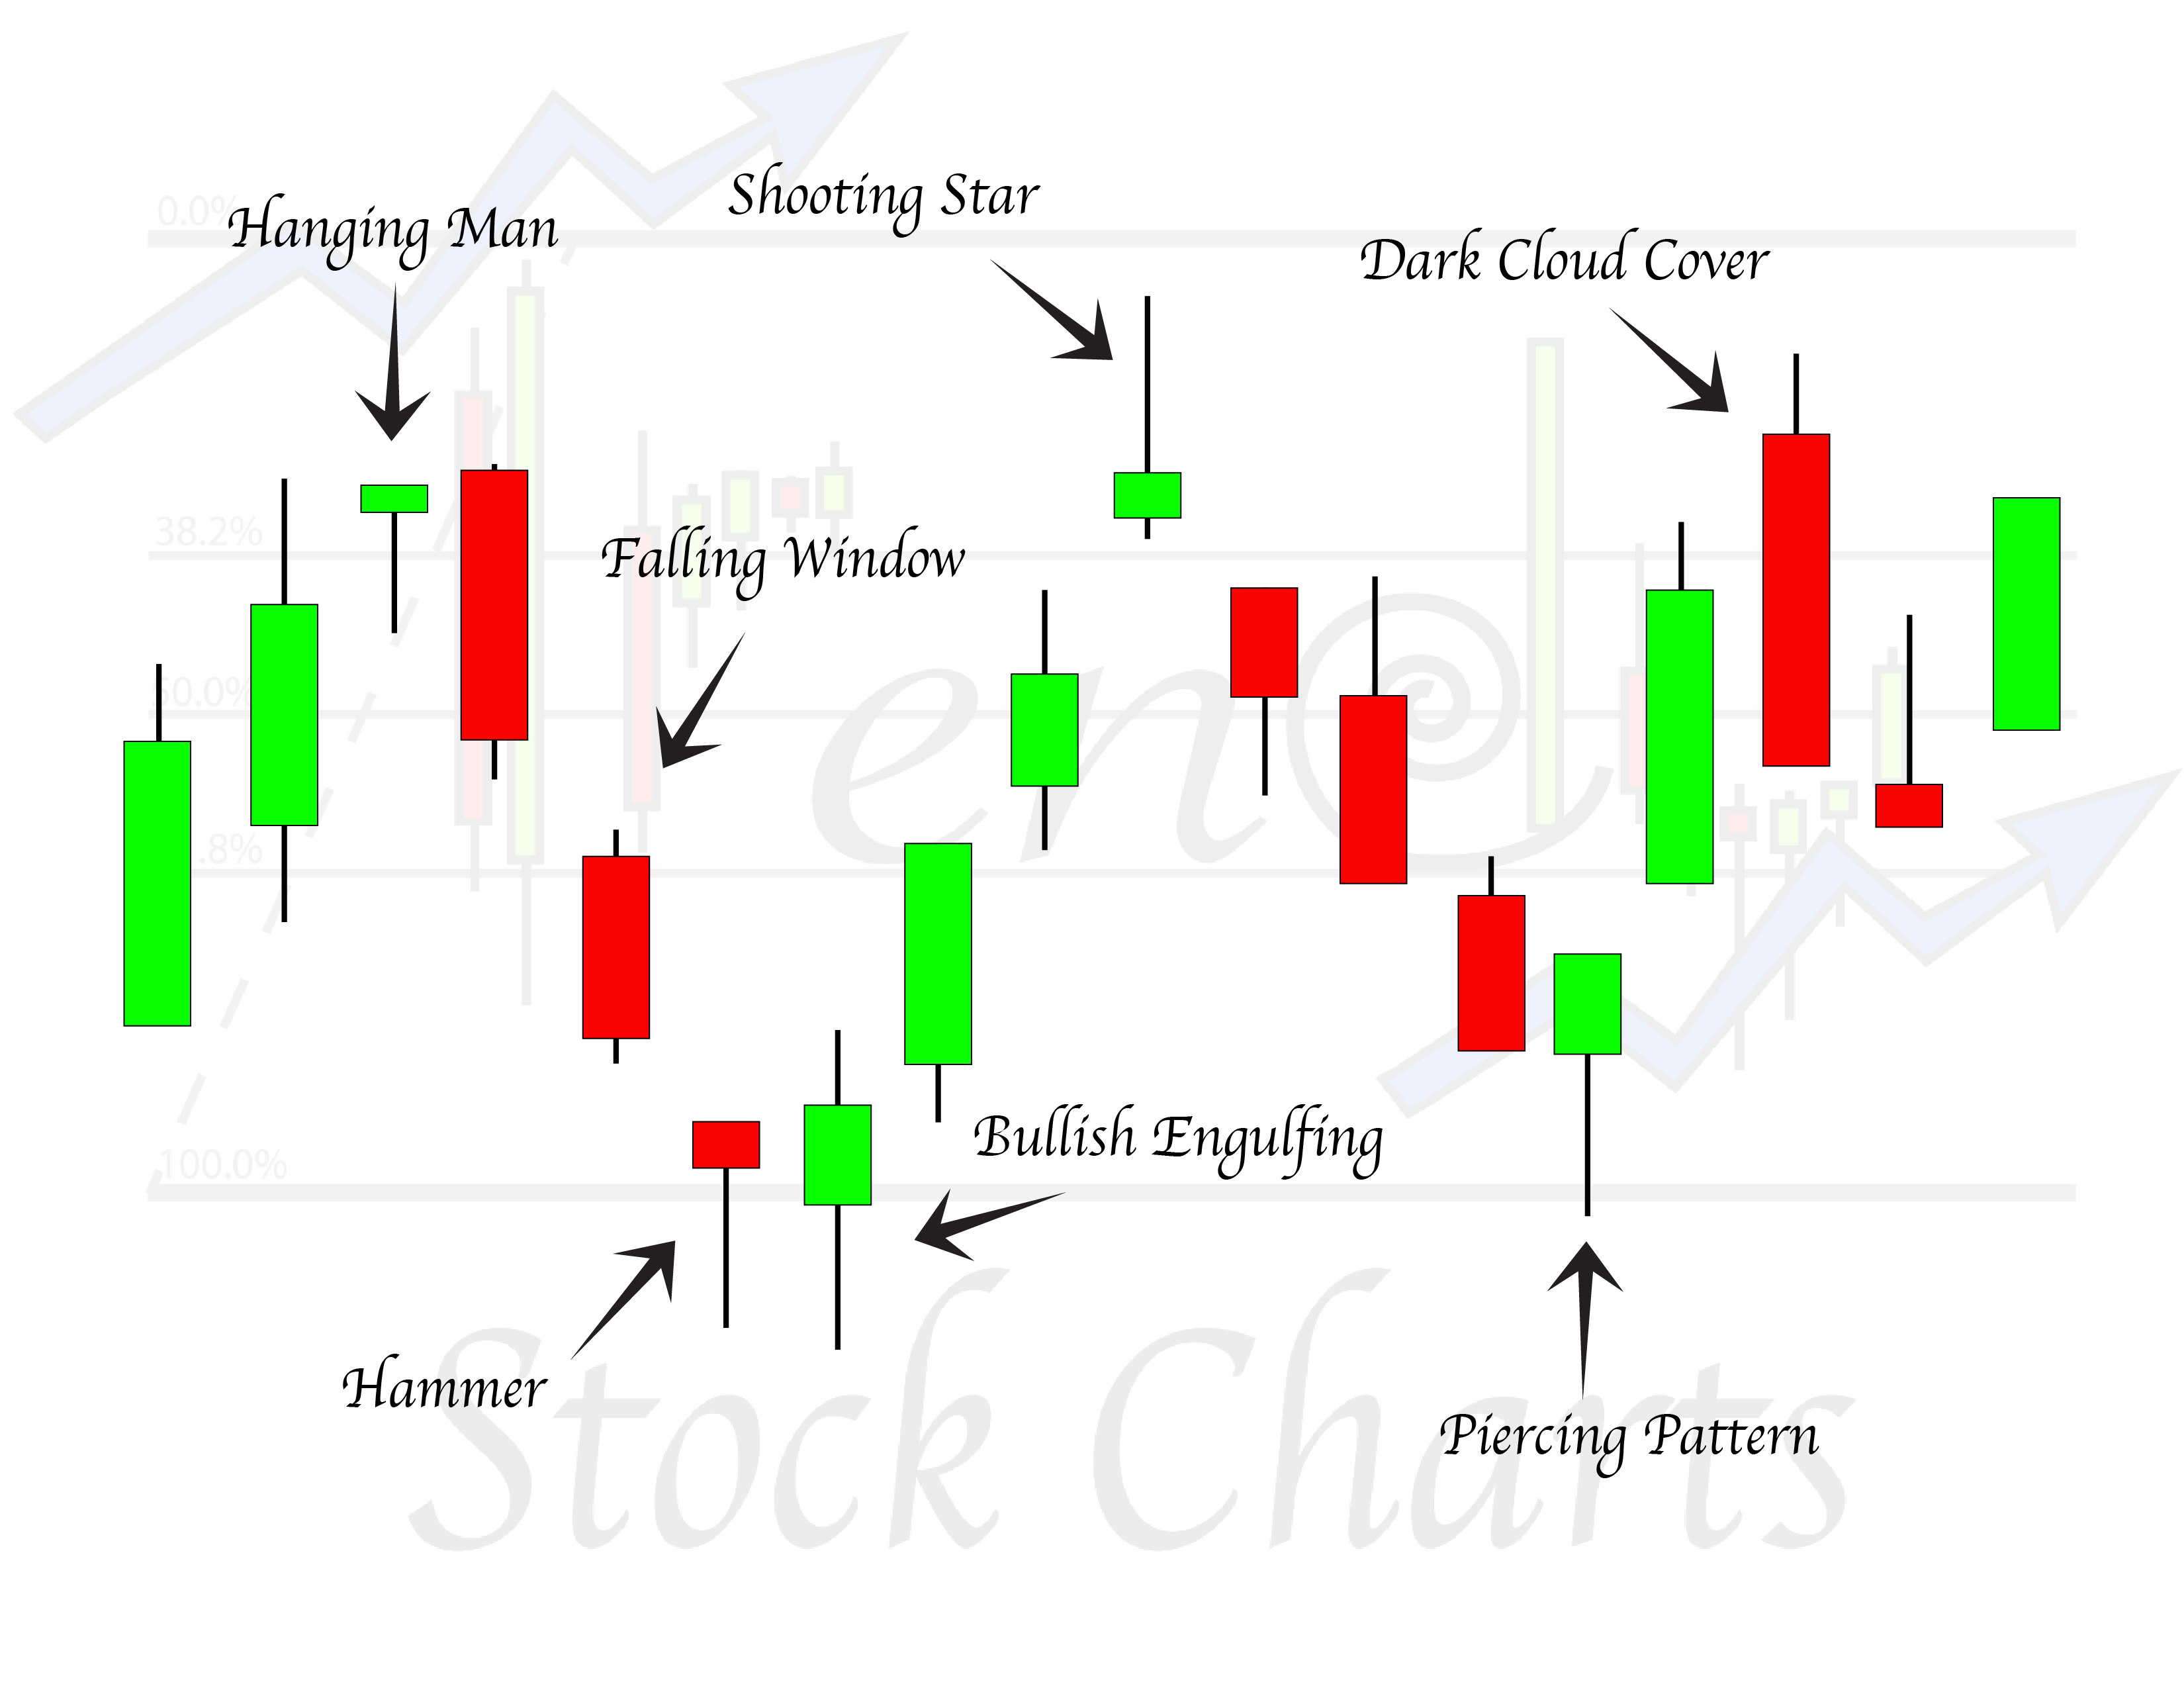 0.0%
Hanging Man
Shooting Star
Dark Cloud Cover
38.2%
Falling Window
50.0%
.8%
en
Bullish Engulfing
100.0%
Hammer
Piercing Pattern
Stock Charts